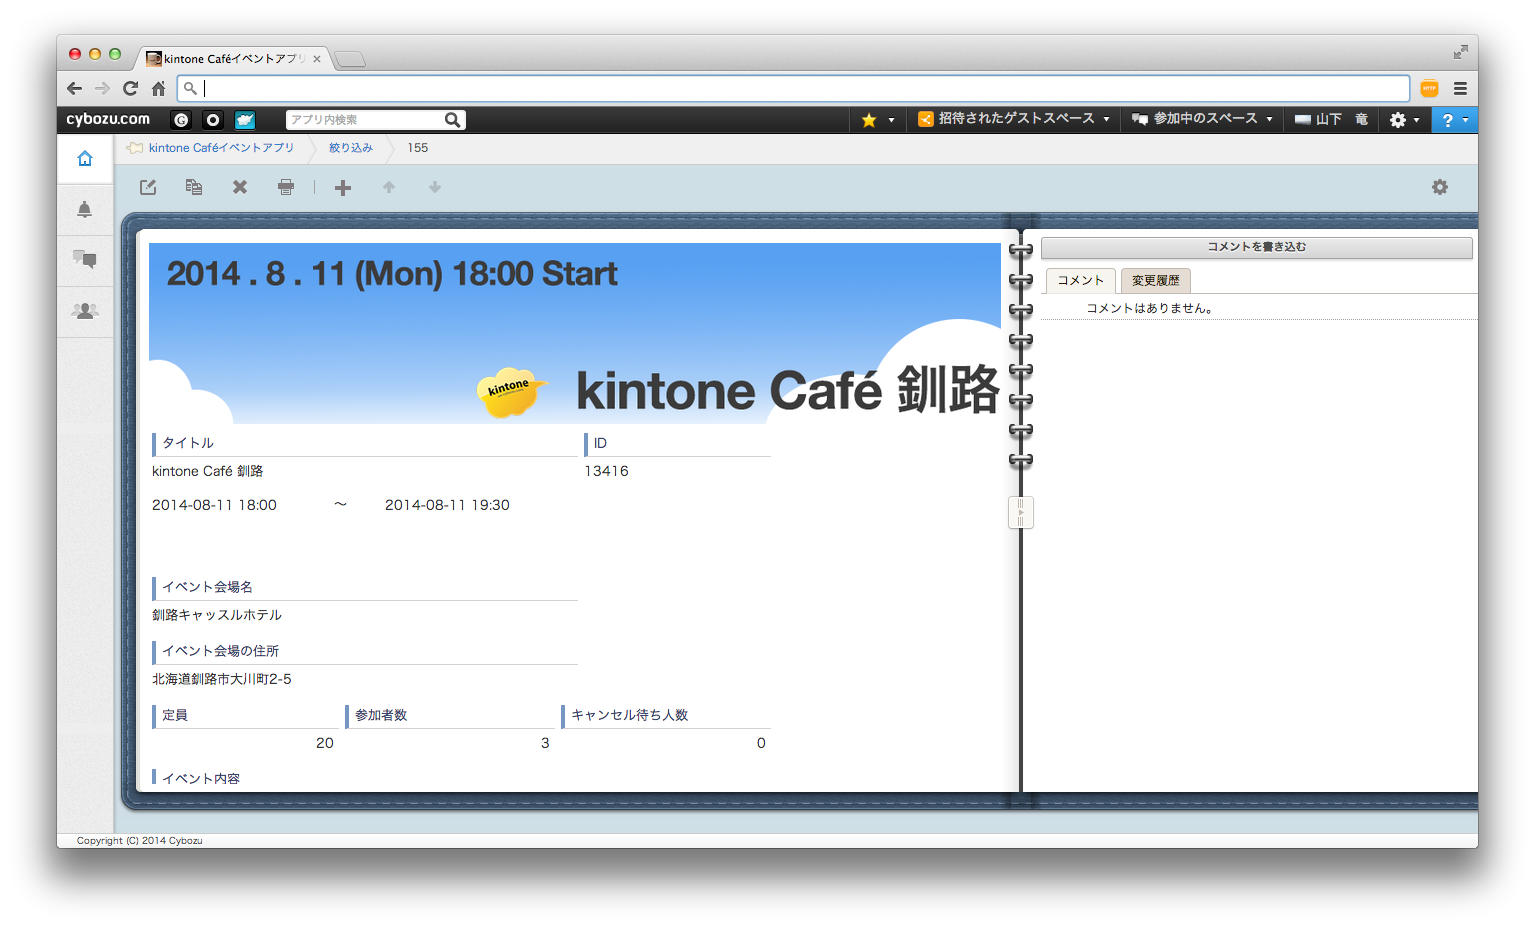 kintone Caféイベントアプリ
cybozu.com
アプリ内検索
招待されたゲストスペース
参加中のスペース
山下 竜
?
kintone Caféイベントアプリ
絞り込み
155
2014 . 8 . 11 (Mon) 18:00 Start
kintone
kintone Café 釧路
タイトル
ID
kintone Café 釧路
13416
2014-08-11 18:00 ～ 2014-08-11 19:30
イベント会場名
釧路キャッスルホテル
イベント会場の住所
北海道釧路市大川町2-5
定員
参加者数
キャンセル待ち人数
20
3
0
イベント内容
コメントを書き込む
コメント
変更履歴
コメントはありません。
Copyright (C) 2014 Cybozu